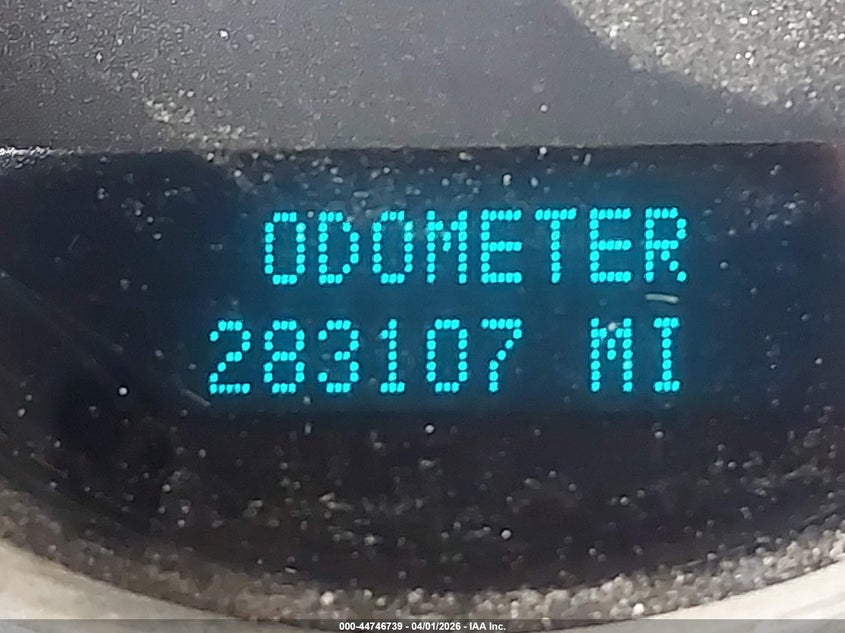 ODOMETER
283107 MI
000-44746739 - 04/01/2026 - IAA Inc.